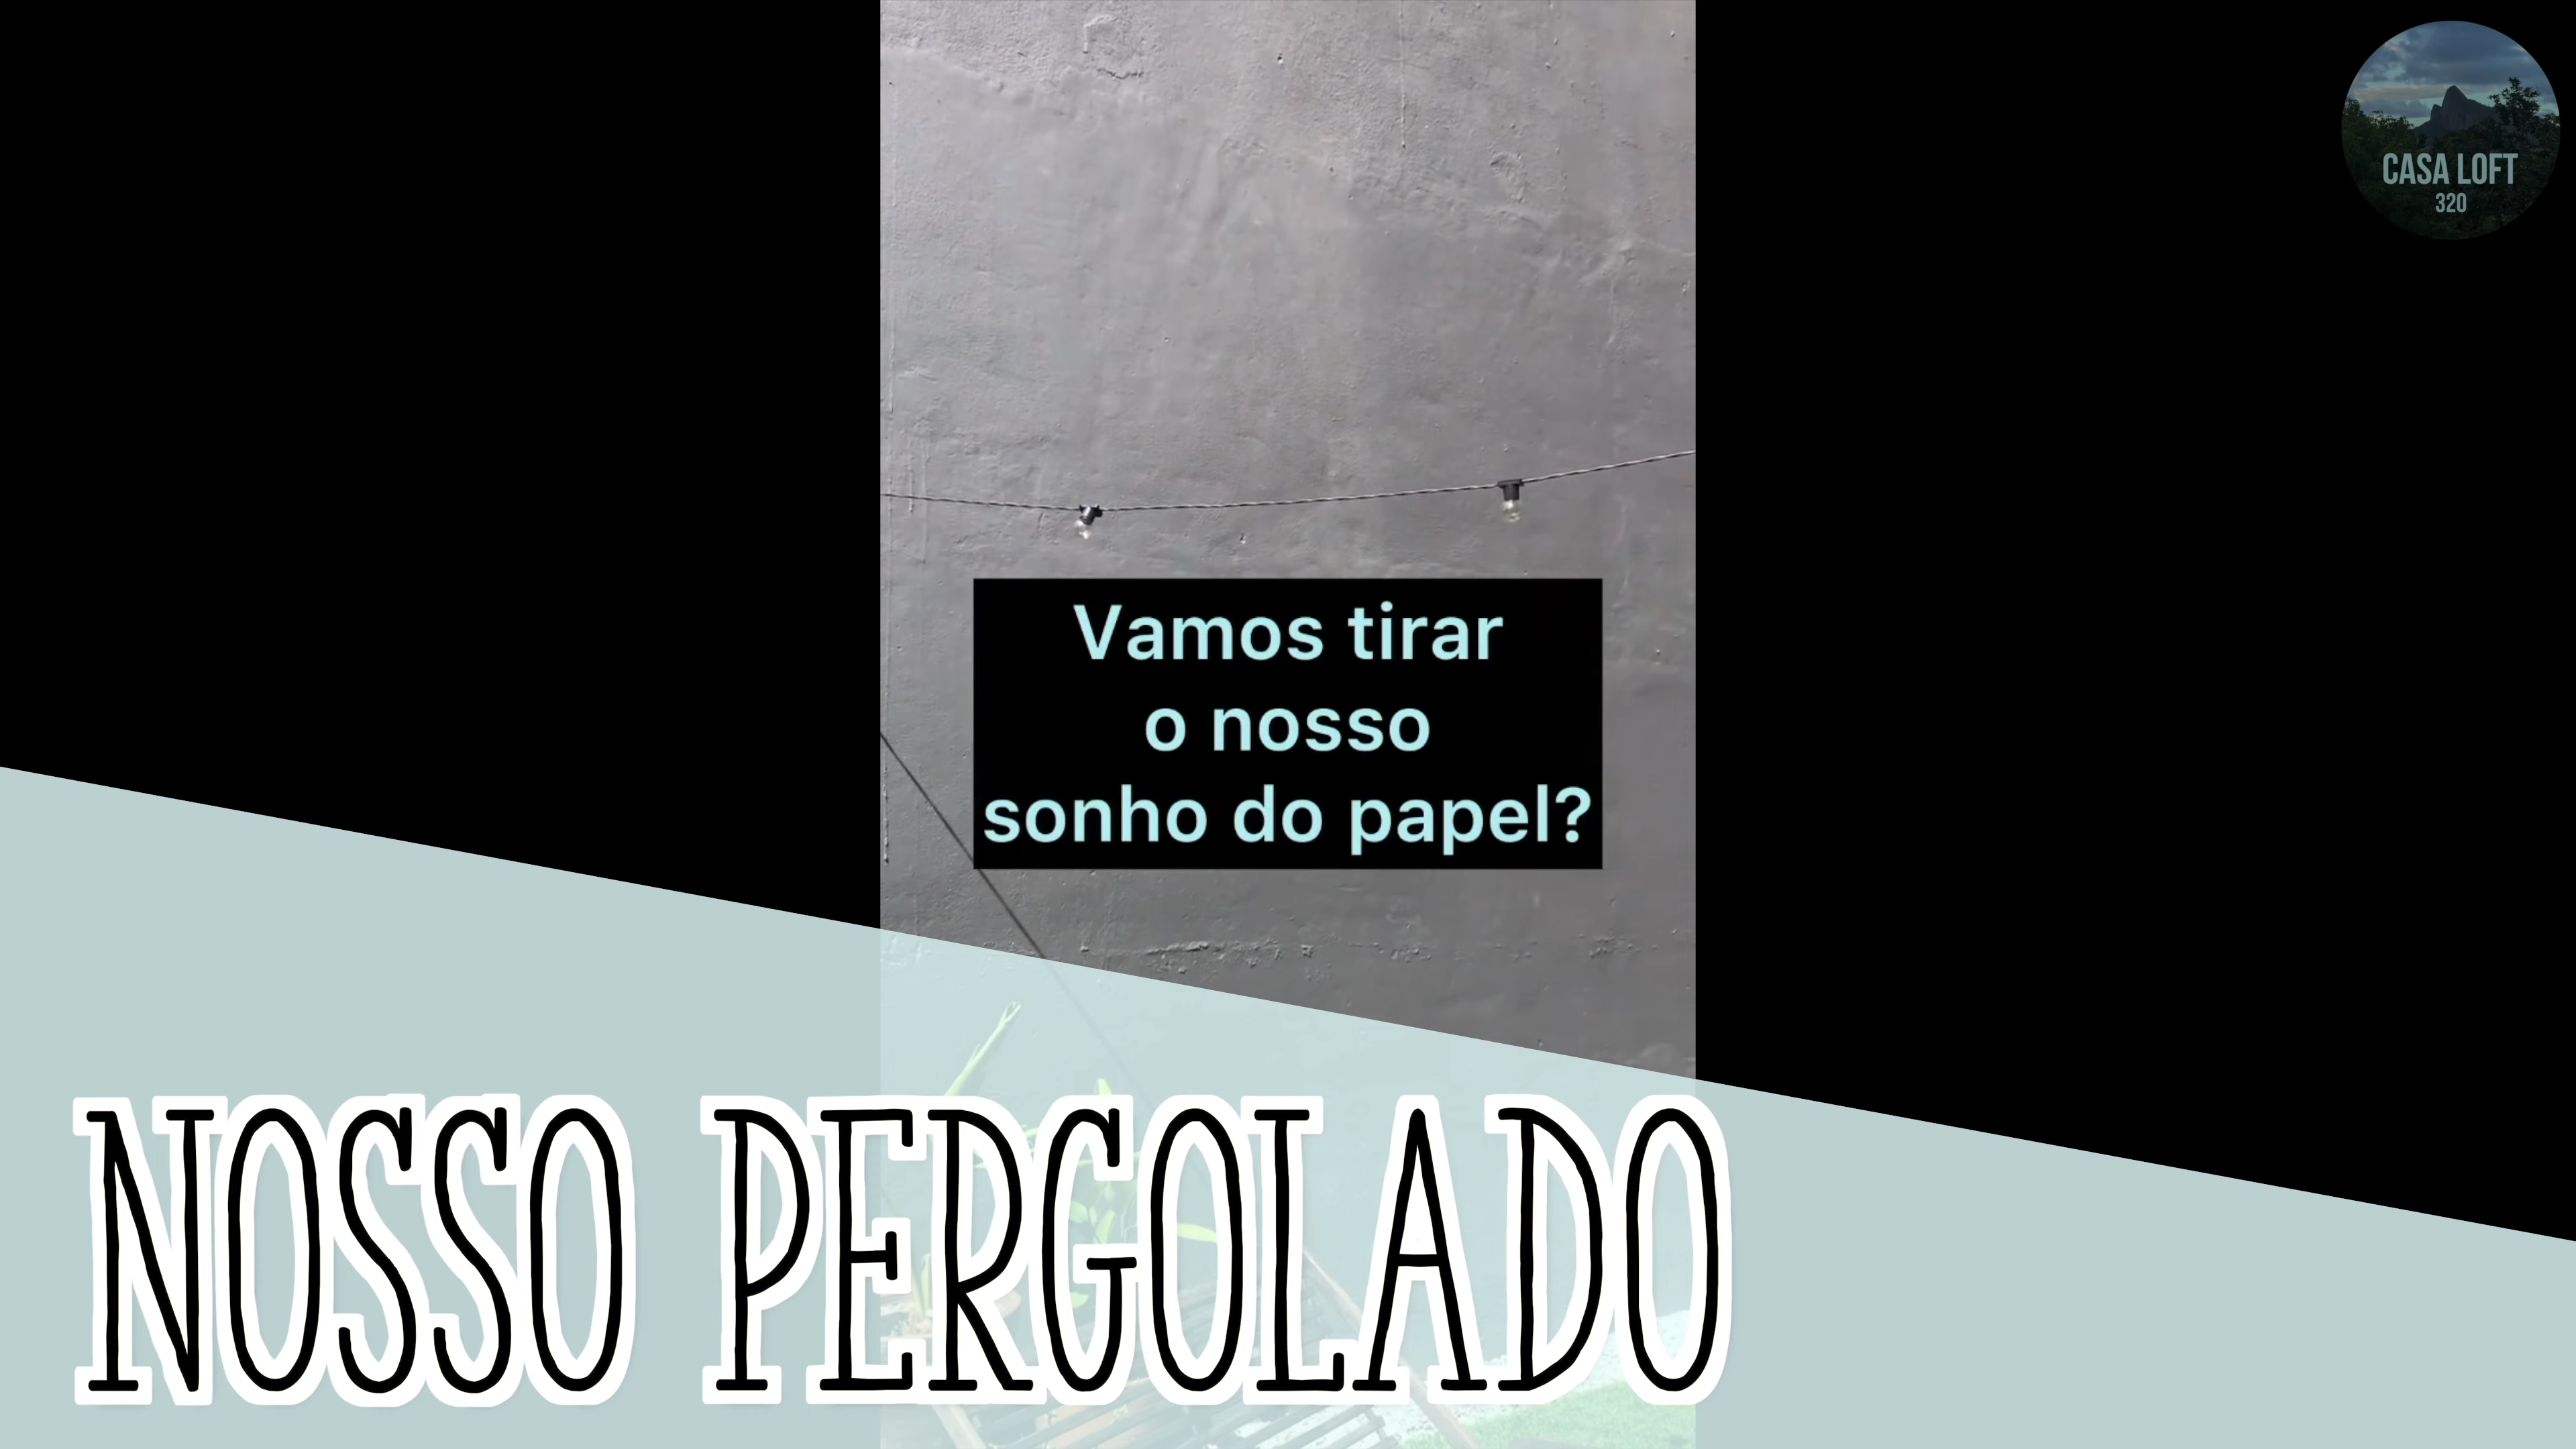 CASA LOFT
320
Vamos tirar
o nosso
sonho do papel?
NOSSO PERGOLADO